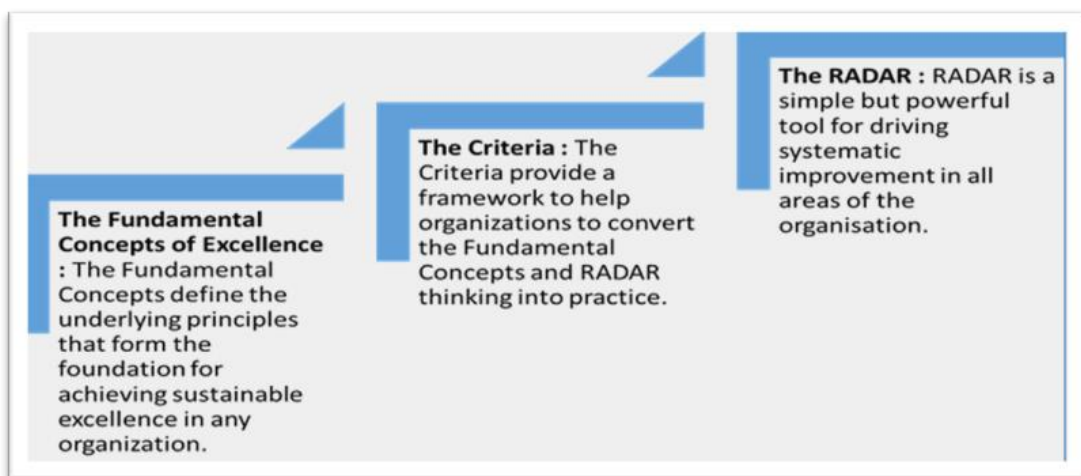 The Fundamental
Concepts of Excellence
: The Fundamental
Concepts define the
underlying principles
that form the
foundation for
achieving sustainable
excellence in any
organization.
The Criteria : The
Criteria provide a
framework to help
organizations to convert
the Fundamental
Concepts and RADAR
thinking into practice.
The RADAR : RADAR is a
simple but powerful
tool for driving
systematic
improvement in all
areas of the
organisation.